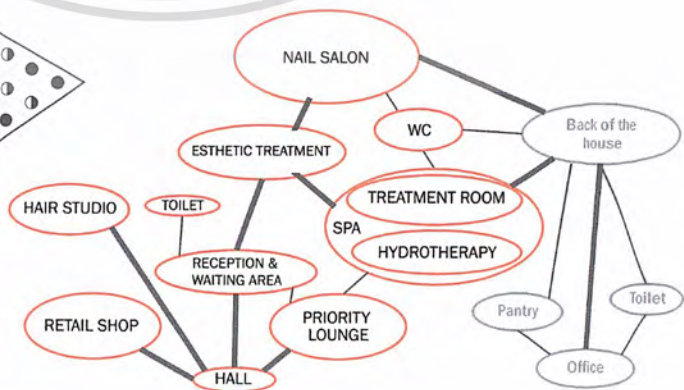 NAIL SALON
WC
Back of the
house
ESTHETIC TREATMENT
TREATMENT ROOM
HAIR STUDIO
TOILET
SPA
HYDROTHERAPY
RECEPTION &
WAITING AREA
Pantry
Toilet
RETAIL SHOP
PRIORITY
LOUNGE
Office
HALL